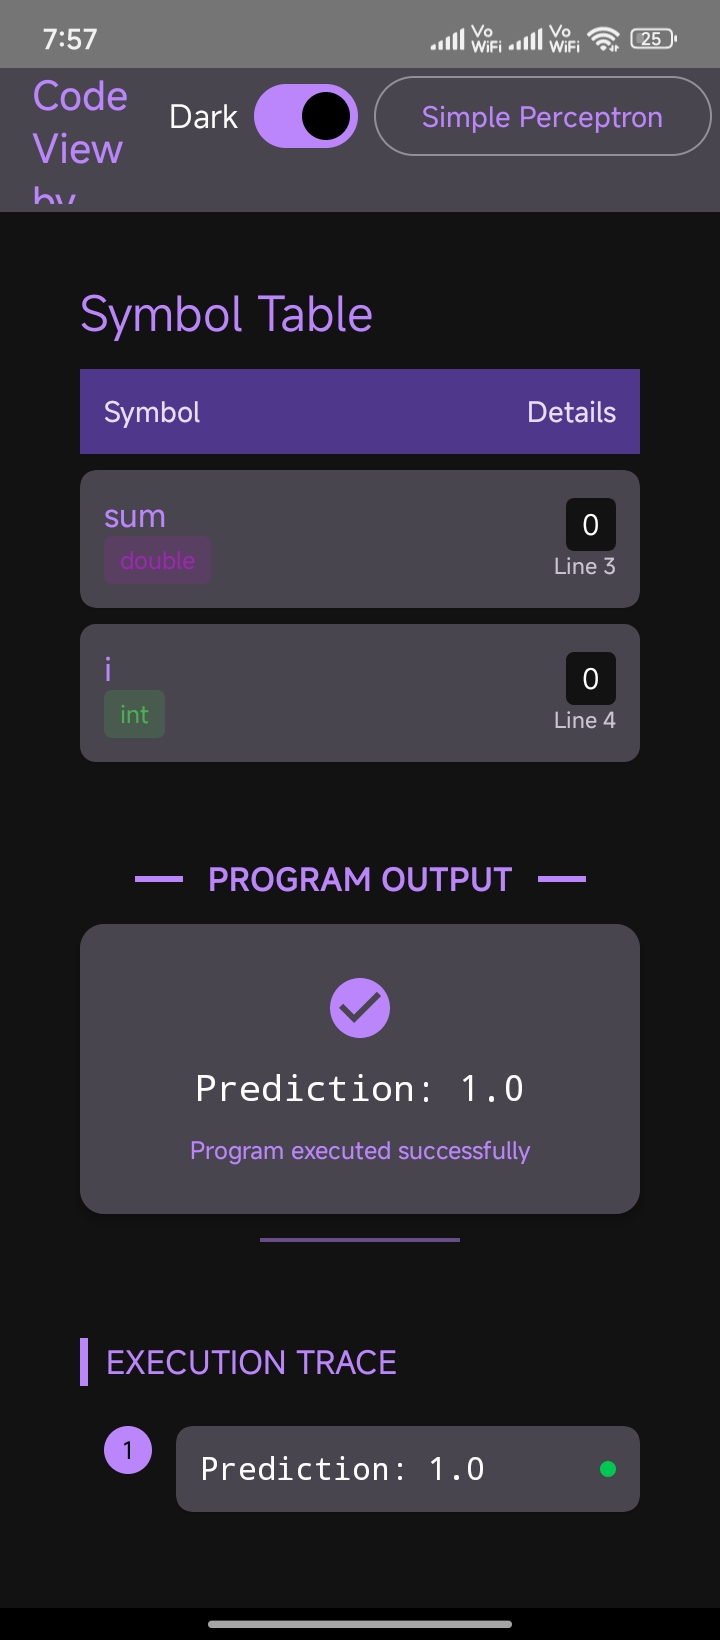 7:57
Vo WiFi Vo WiFi 25
Code
View
by
Dark
Simple Perceptron
Symbol Table
Symbol Details
sum
double
0
Line 3
i
int
0
Line 4
PROGRAM OUTPUT
Prediction: 1.0
Program executed successfully
EXECUTION TRACE
1 Prediction: 1.0